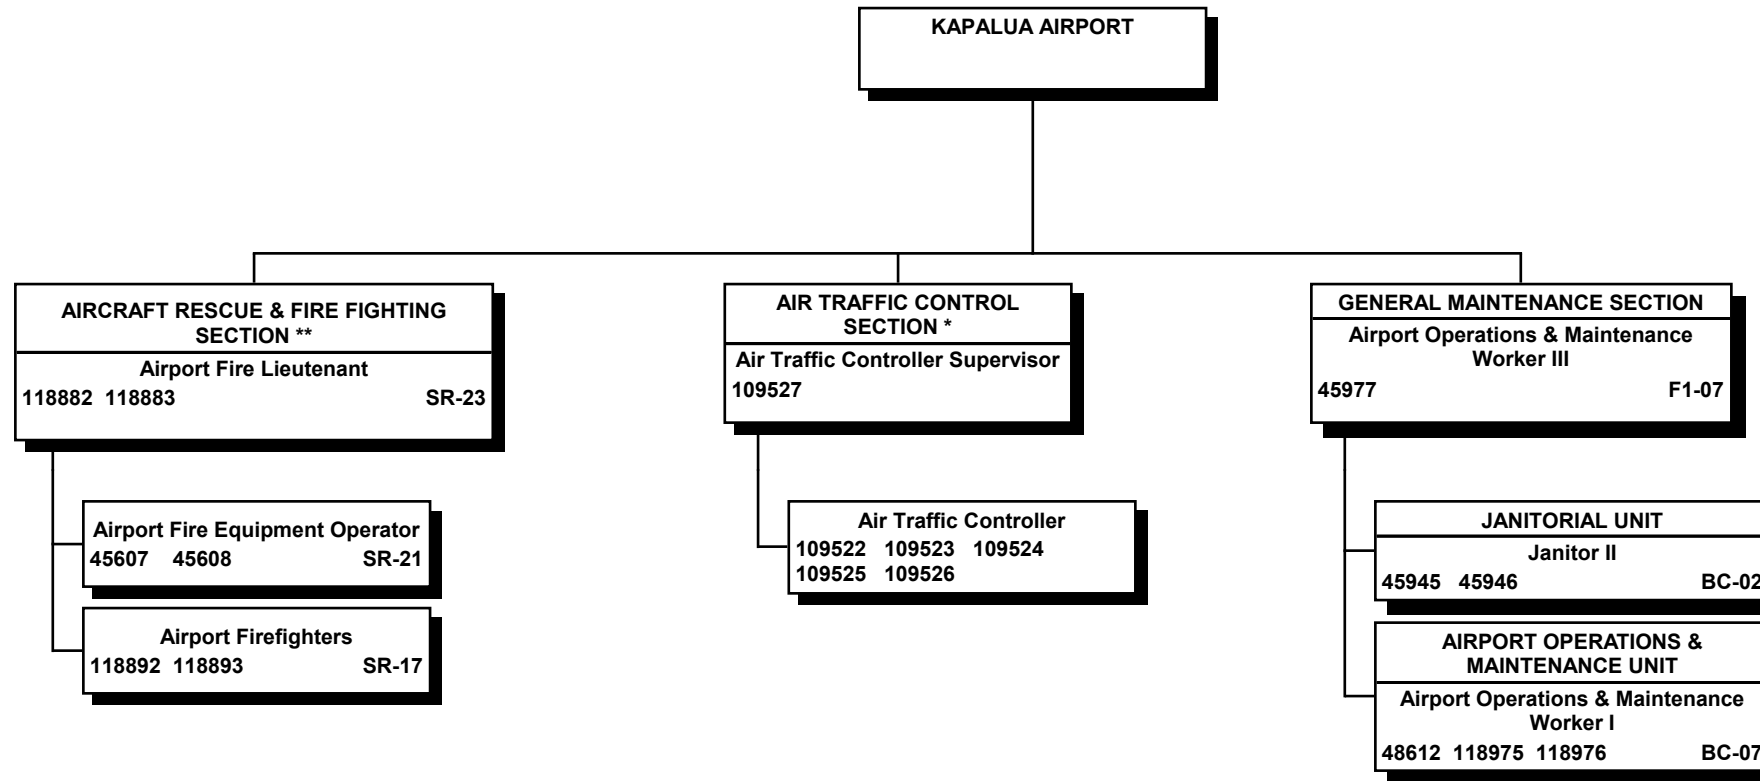 KAPALUA AIRPORT
AIRCRAFT RESCUE & FIRE FIGHTING
SECTION **
Airport Fire Lieutenant
118882 118883 SR-23
Airport Fire Equipment Operator
45607 45608 SR-21
Airport Firefighters
118892 118893 SR-17
AIR TRAFFIC CONTROL
SECTION *
Air Traffic Controller Supervisor
109527
Air Traffic Controller
109522 109523 109524
109525 109526
GENERAL MAINTENANCE SECTION
Airport Operations & Maintenance
Worker III
45977 F1-07
JANITORIAL UNIT
Janitor II
45945 45946 BC-02
AIRPORT OPERATIONS &
MAINTENANCE UNIT
Airport Operations & Maintenance
Worker I
48612 118975 118976 BC-07